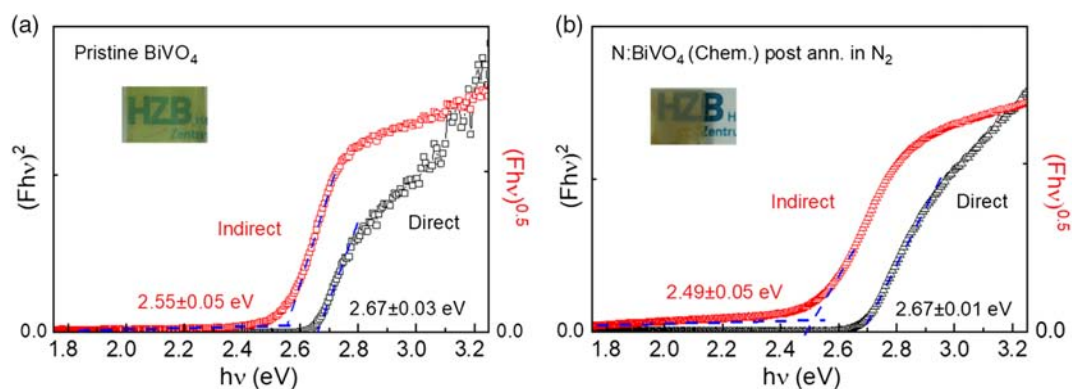 (a)
Pristine BiVO₄
HZB
Zentru
Indirect
Direct
2.55±0.05 eV
2.67±0.03 eV
(Fhν)²
(Fhν)^0.5
0.0
0.0
1.8 2.0 2.2 2.4 2.6 2.8 3.0 3.2
hν (eV)
(b)
N:BiVO₄ (Chem.) post ann. in N₂
HZB H
Zentru
Indirect
Direct
2.49±0.05 eV
2.67±0.01 eV
(Fhν)²
(Fhν)^0.5
0.0
0.0
1.8 2.0 2.2 2.4 2.6 2.8 3.0 3.2
hν (eV)